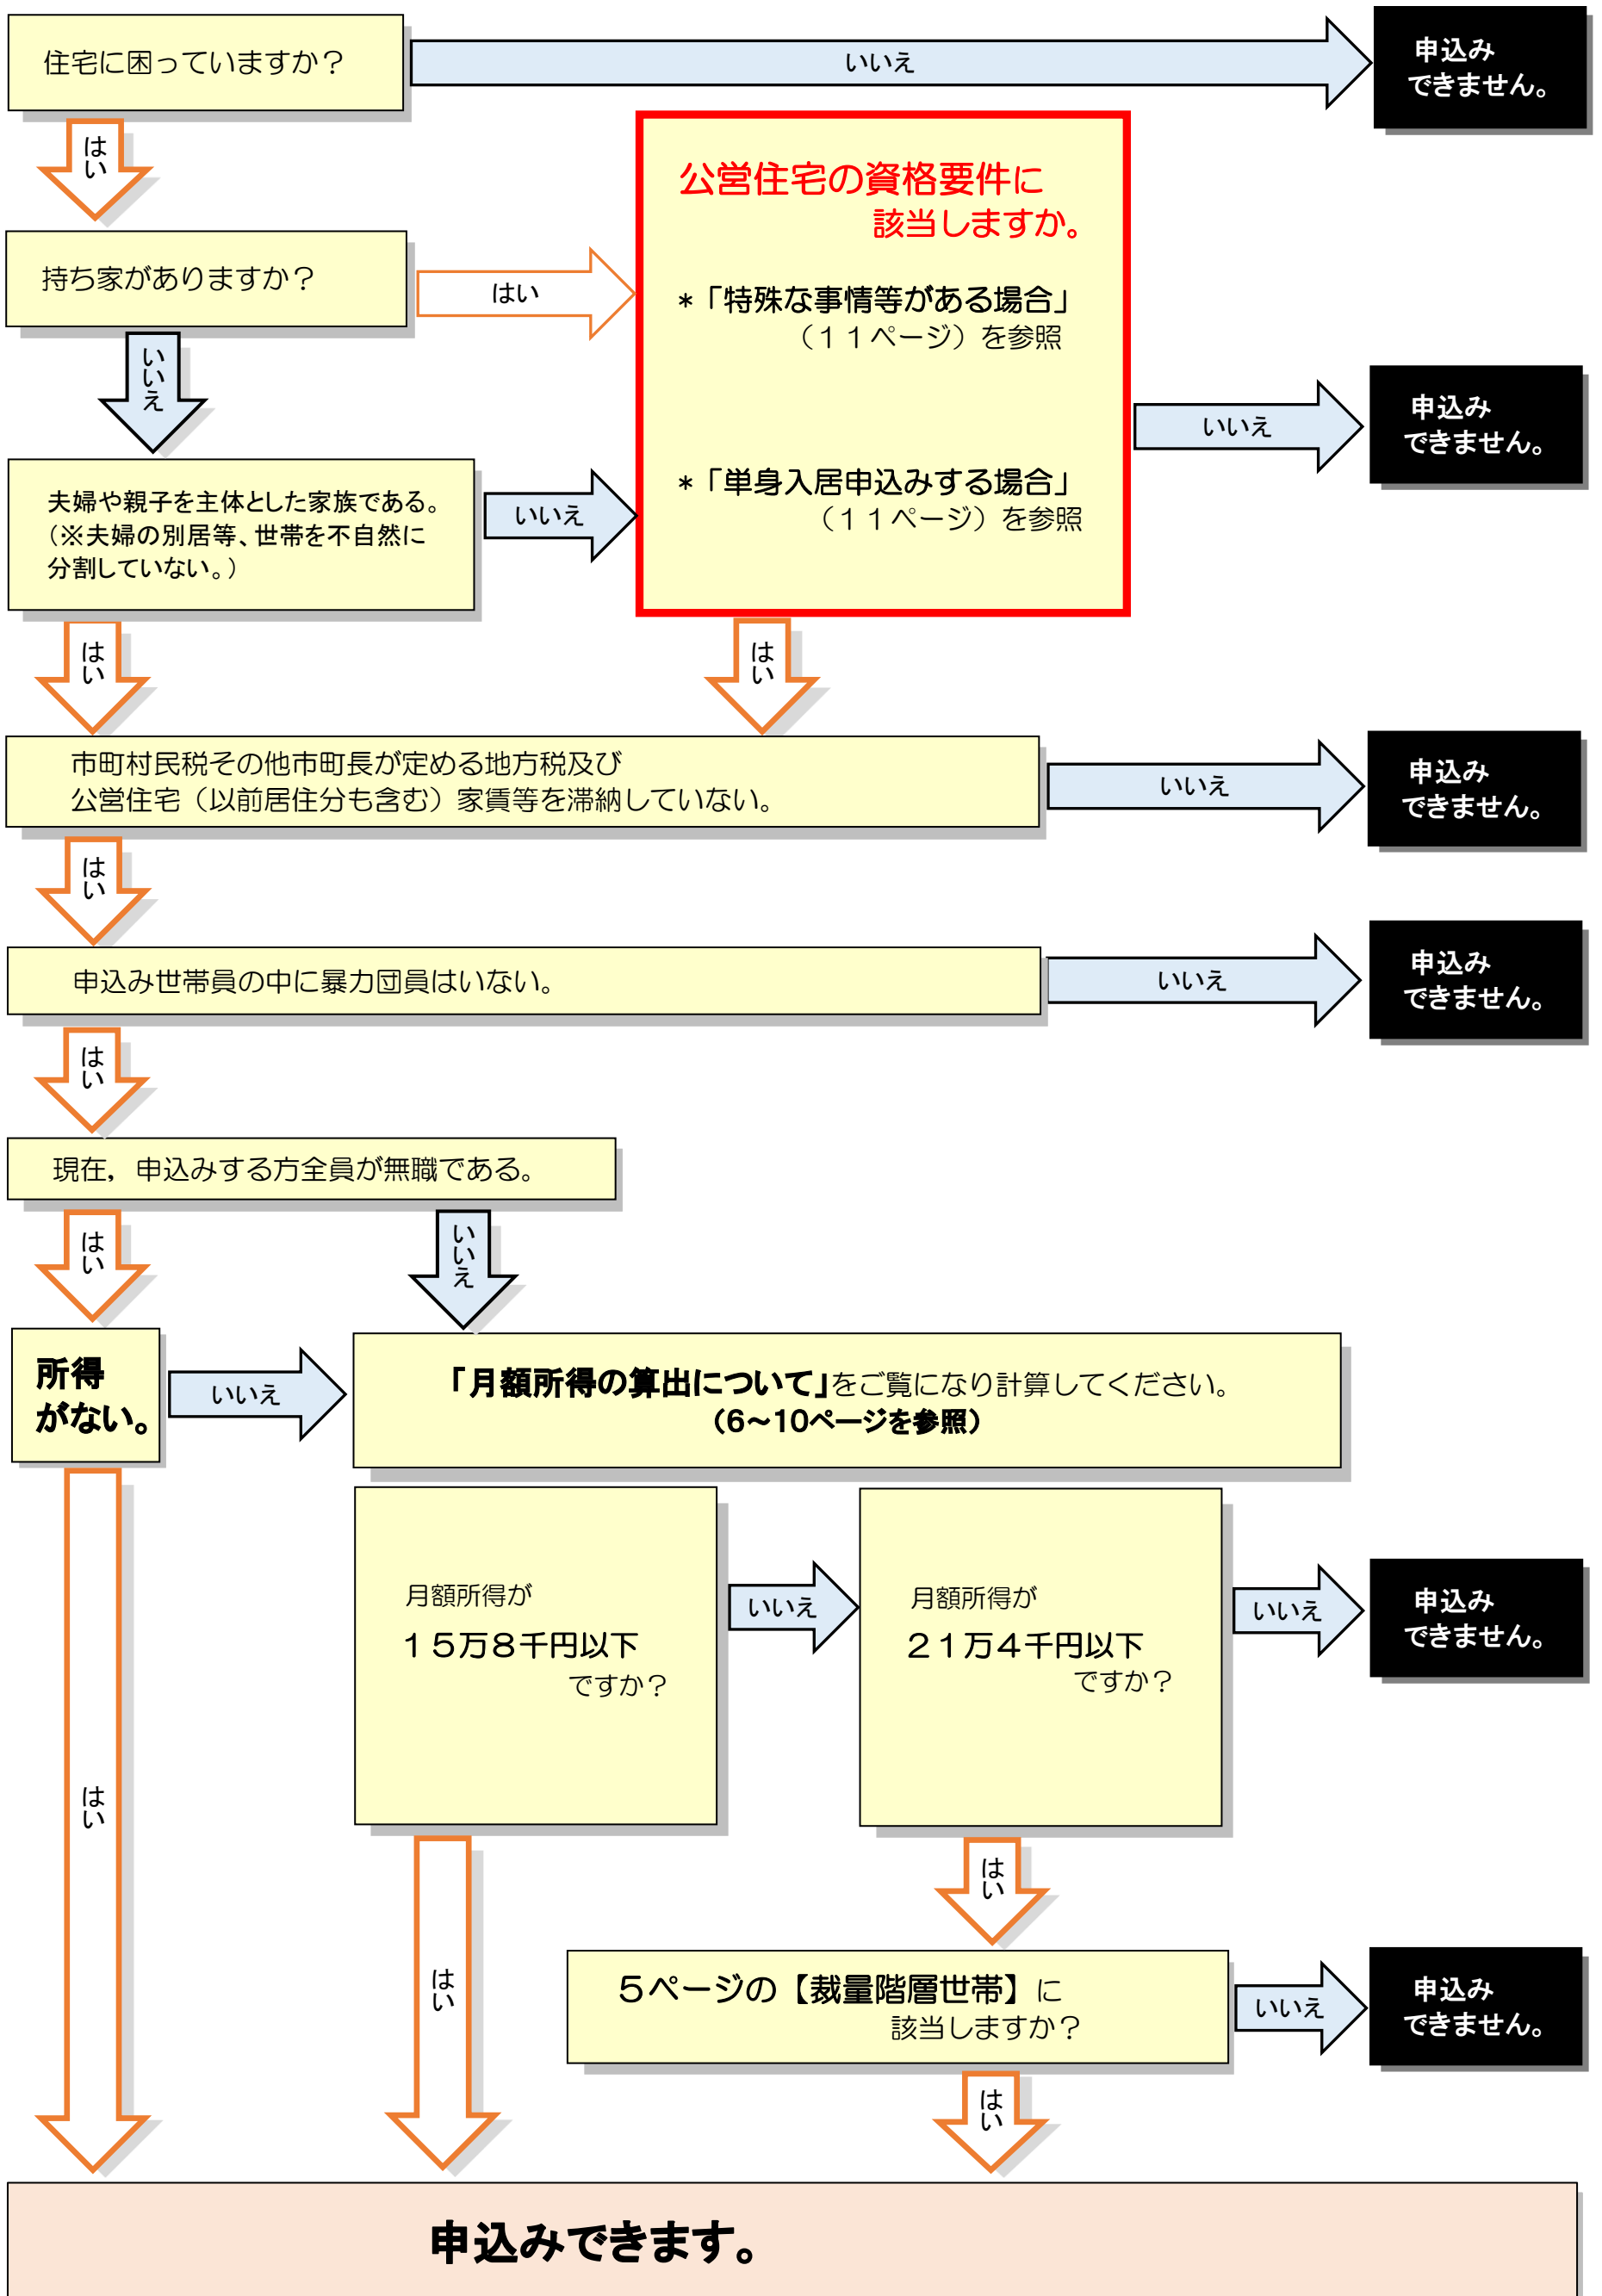 住宅に困っていますか？
いいえ
申込み
できません。
はい
公営住宅の資格要件に
該当しますか。
持ち家がありますか？
はい
＊「特殊な事情等がある場合」
（１１ページ）を参照
いいえ
いいえ
申込み
できません。
＊「単身入居申込みする場合」
（１１ページ）を参照
夫婦や親子を主体とした家族である。
（※夫婦の別居等、世帯を不自然に
分割していない。）
いいえ
はい
はい
市町村民税その他市町長が定める地方税及び
公営住宅（以前居住分も含む）家賃等を滞納していない。
いいえ
申込み
できません。
はい
申込み世帯員の中に暴力団員はいない。
いいえ
申込み
できません。
はい
現在，申込みする方全員が無職である。
はい
いいえ
所得
がない。
いいえ
「月額所得の算出について」をご覧になり計算してください。
（６～１０ページを参照）
月額所得が
１５万８千円以下
ですか？
いいえ
月額所得が
２１万４千円以下
ですか？
いいえ
申込み
できません。
はい
はい
はい
５ページの【裁量階層世帯】に
該当しますか？
いいえ
申込み
できません。
はい
申込みできます。